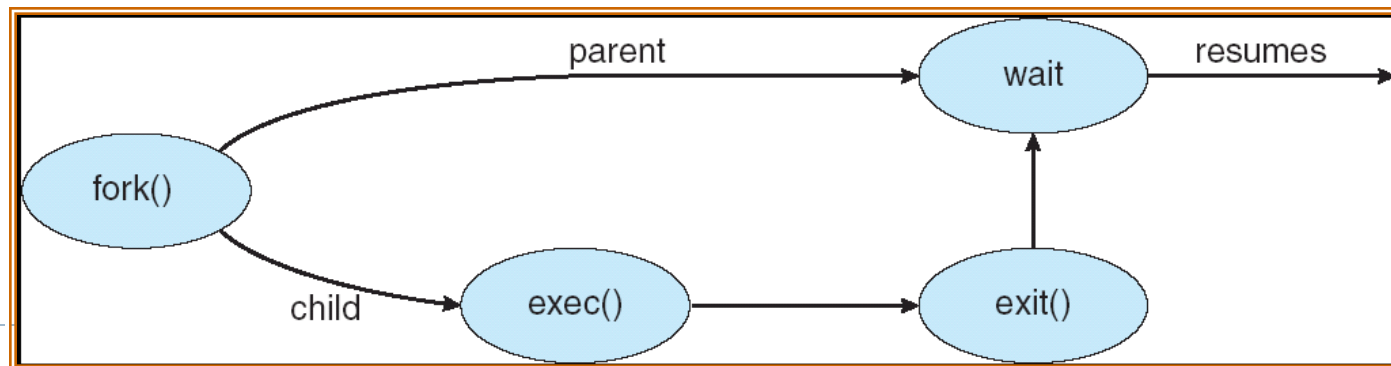 parent
wait
resumes
fork()
child
exec()
exit()